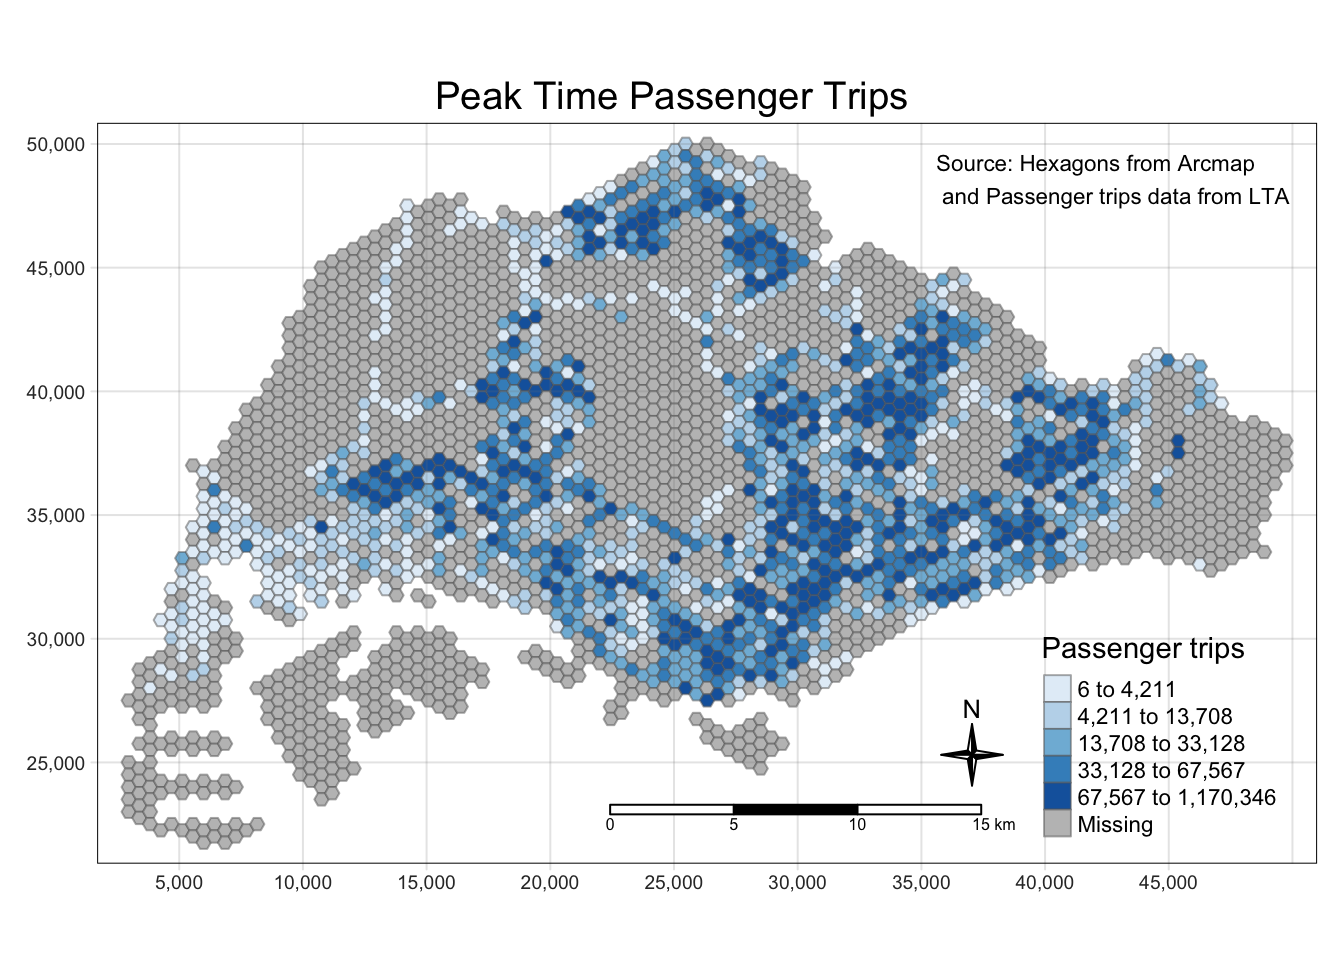 Peak Time Passenger Trips
50,000
45,000
40,000
35,000
30,000
25,000
Source: Hexagons from Arcmap
and Passenger trips data from LTA
Passenger trips
6 to 4,211
4,211 to 13,708
13,708 to 33,128
33,128 to 67,567
67,567 to 1,170,346
Missing
N
0 5 10 15 km
5,000 10,000 15,000 20,000 25,000 30,000 35,000 40,000 45,000